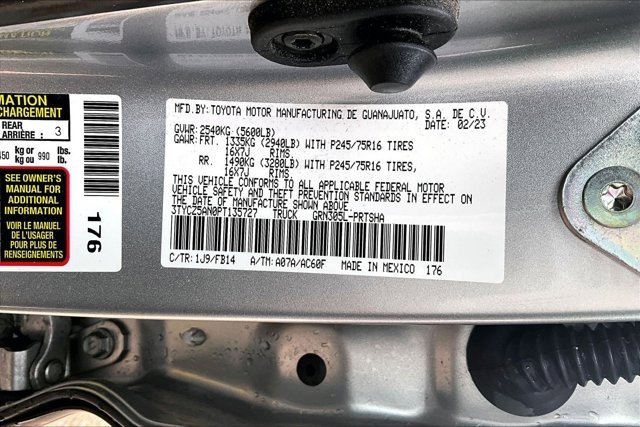 MATION
CHARGEMENT
REAR
ARRIÈRE : 3
450 kg or 990 lbs.
kg ou Lb.
SEE OWNER'S
MANUAL FOR
ADDITIONAL
INFORMATION
VOIR LE MANUEL
DE L'USAGER
POUR PLUS DE
RENSEIGNEMENTS
176
MFD.BY:TOYOTA MOTOR MANUFACTURING DE GUANAJUATO, S.A. DE C.V.
DATE: 02/23
GVWR:2540KG (5600LB)
GAWR:FRT. 1335KG (2940LB) WITH P245/75R16 TIRES
16X7J RIMS,
RR. 1490KG (3280LB) WITH P245/75R16 TIRES,
16X7J RIMS
THIS VEHICLE CONFORMS TO ALL APPLICABLE FEDERAL MOTOR
VEHICLE SAFETY AND THEFT PREVENTION STANDARDS IN EFFECT ON
THE DATE OF MANUFACTURE SHOWN ABOVE.
3TYCZ5AN0PT135727 TRUCK GRN305L-PRTSHA
C/TR: 1J9/FB14 A/TM: A07A/AC60F MADE IN MEXICO 176